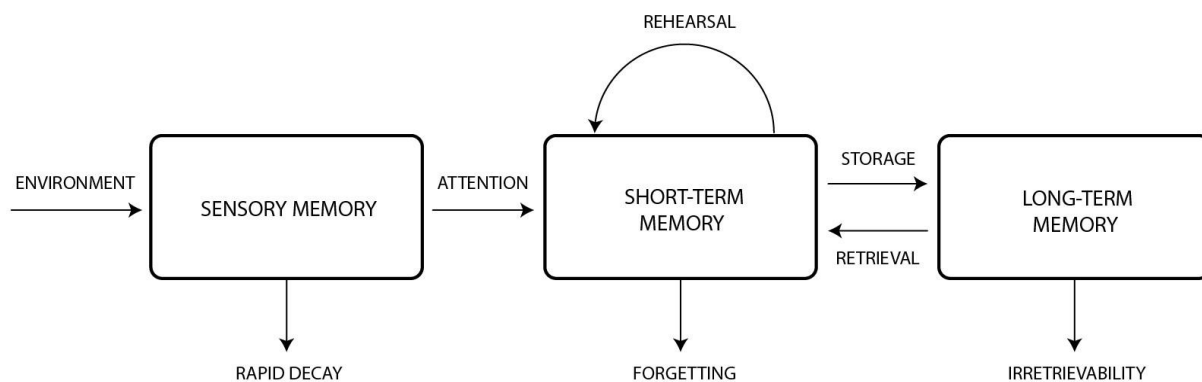 REHEARSAL
ENVIRONMENT
SENSORY MEMORY
ATTENTION
SHORT-TERM
MEMORY
STORAGE
RETRIEVAL
LONG-TERM
MEMORY
RAPID DECAY
FORGETTING
IRRETRIEVABILITY